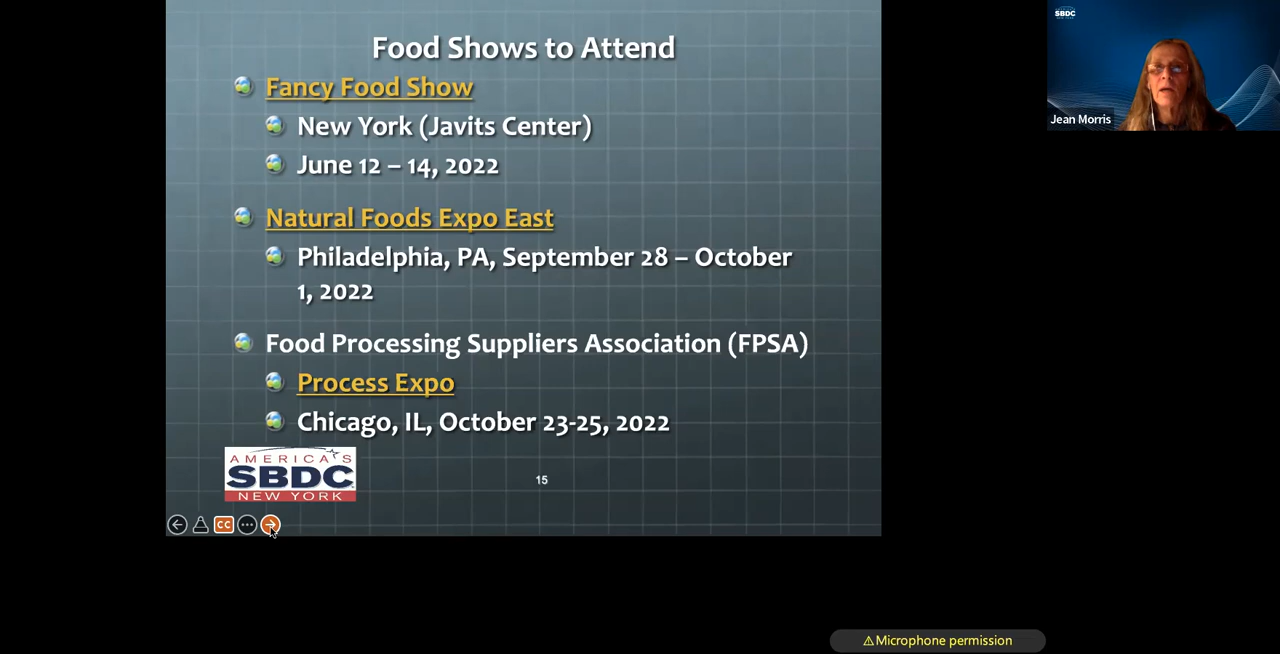 Food Shows to Attend
Fancy Food Show
New York (Javits Center)
June 12 – 14, 2022
Natural Foods Expo East
Philadelphia, PA, September 28 – October
1, 2022
Food Processing Suppliers Association (FPSA)
Process Expo
Chicago, IL, October 23-25, 2022
AMERICA'S
SBDC
NEW YORK
15
CC
SBDC
Jean Morris
Microphone permission